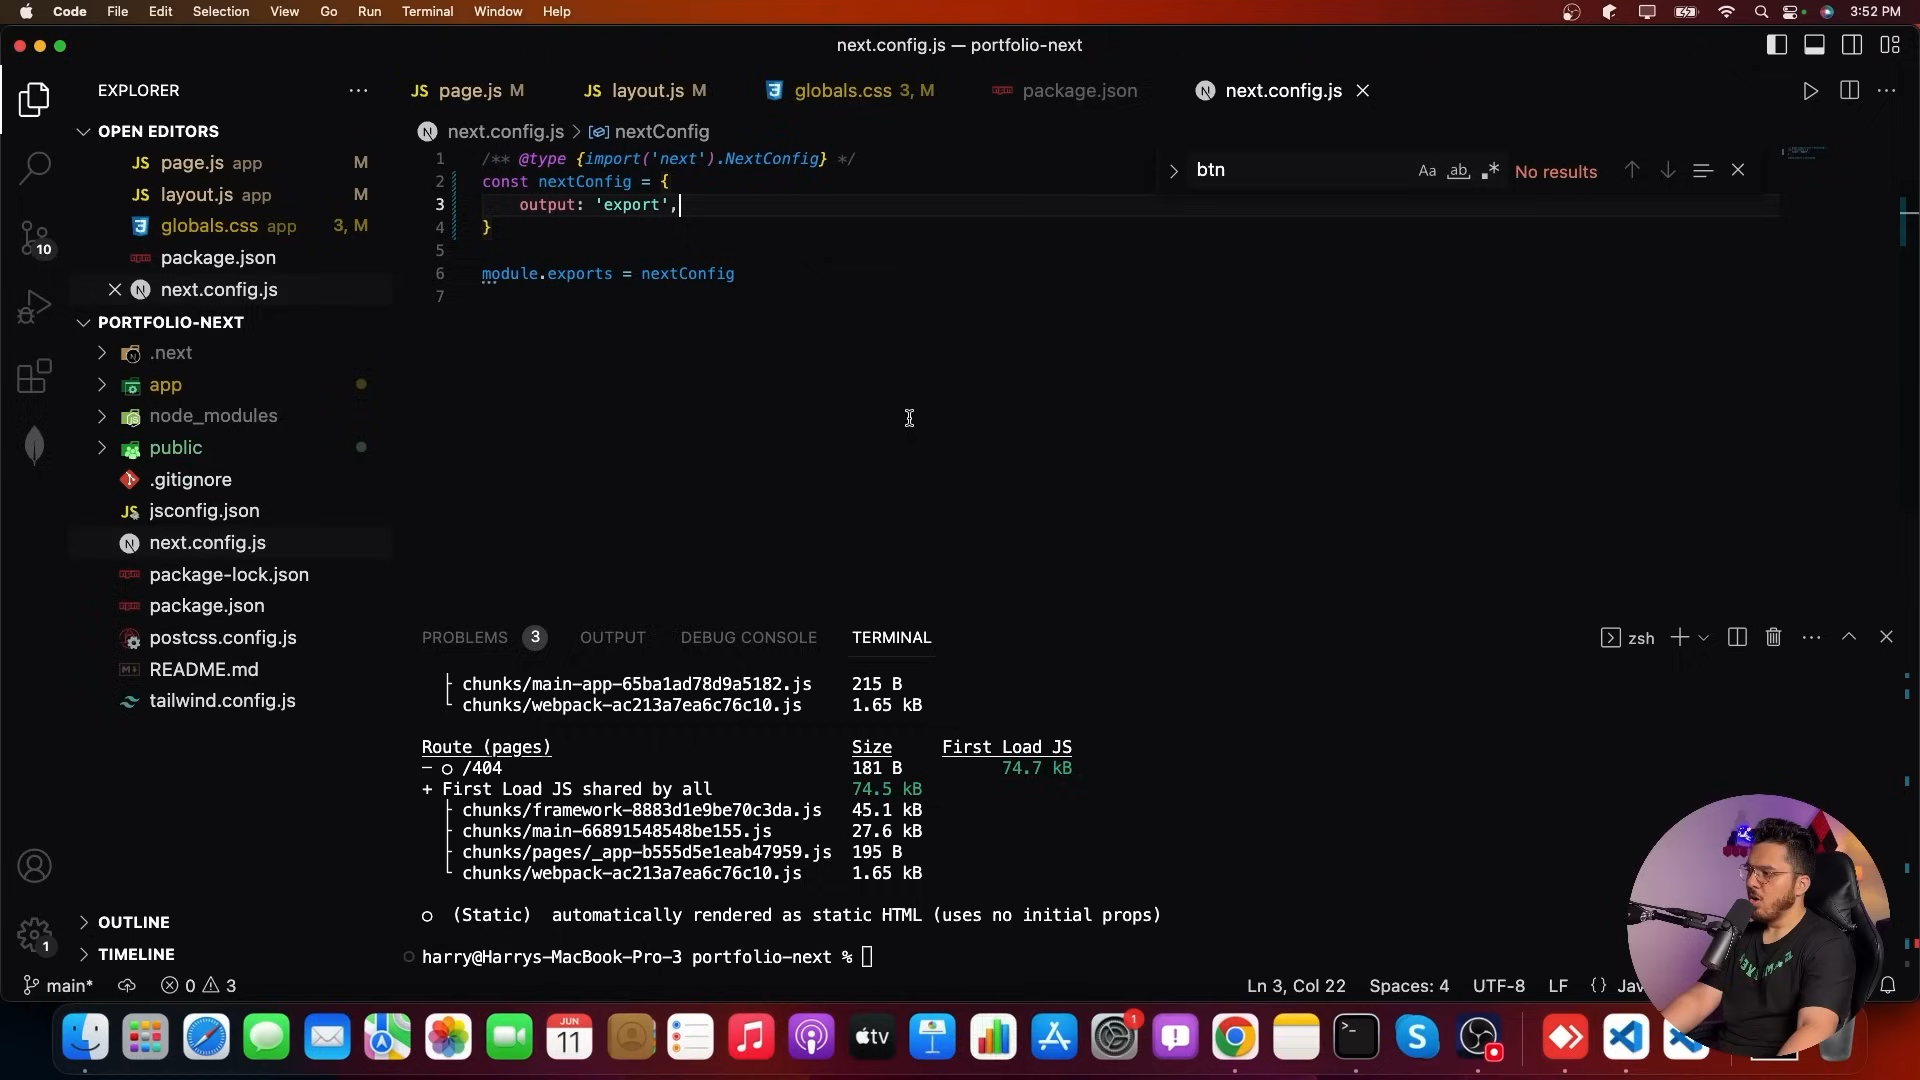 Code File Edit Selection View Go Run Terminal Window Help 3:52 PM
next.config.js — portfolio-next
EXPLORER
OPEN EDITORS
JS page.js app M
JS layout.js app M
globals.css app 3, M
package.json
next.config.js
PORTFOLIO-NEXT
.next
app
node_modules
public
.gitignore
JS jsconfig.json
next.config.js
package-lock.json
package.json
postcss.config.js
README.md
tailwind.config.js
OUTLINE
TIMELINE
10
1
JS page.js M JS layout.js M globals.css 3, M package.json next.config.js
next.config.js > nextConfig
1 /** @type {import('next').NextConfig} */
2 const nextConfig = {
3 output: 'export',
4 }
5
6 module.exports = nextConfig
7
btn Aa ab .* No results
PROBLEMS 3 OUTPUT DEBUG CONSOLE TERMINAL zsh
├ chunks/main-app-65ba1ad78d9a5182.js 215 B
└ chunks/webpack-ac213a7ea6c76c10.js 1.65 kB
Route (pages) Size First Load JS
─ ○ /404 181 B 74.7 kB
+ First Load JS shared by all 74.5 kB
├ chunks/framework-8883d1e9be70c3da.js 45.1 kB
├ chunks/main-66891548548be155.js 27.6 kB
├ chunks/pages/_app-b555d5e1eab47959.js 195 B
└ chunks/webpack-ac213a7ea6c76c10.js 1.65 kB
○ (Static) automatically rendered as static HTML (uses no initial props)
harry@Harrys-MacBook-Pro-3 portfolio-next %
main* 0 3 Ln 3, Col 22 Spaces: 4 UTF-8 LF {} Jav
JUN
11
tv
1